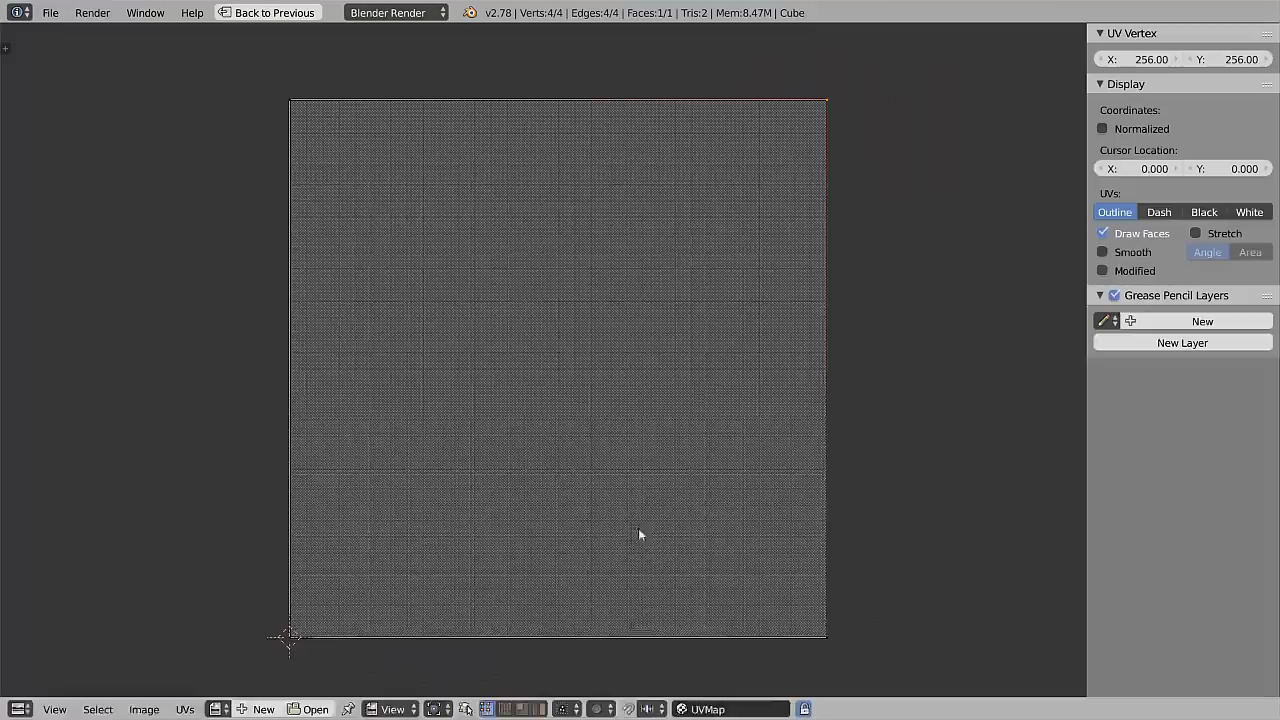 File Render Window Help Back to Previous Blender Render v2.78 | Verts:4/4 | Edges:4/4 | Faces:1/1 | Tris:2 | Mem:8.47M | Cube
UV Vertex
X: 256.00 Y: 256.00
Display
Coordinates:
Normalized
Cursor Location:
X: 0.000 Y: 0.000
UVs:
Outline Dash Black White
Draw Faces Stretch
Smooth Angle Area
Modified
Grease Pencil Layers
New
New Layer
View Select Image UVs New Open View UVMap